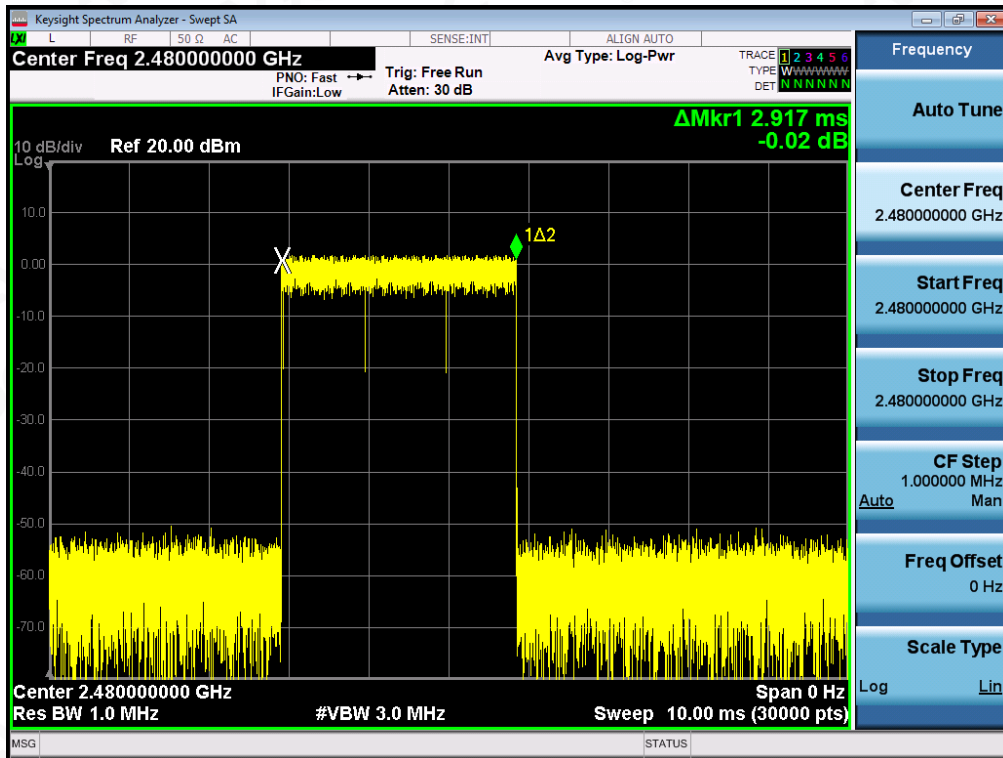 Keysight Spectrum Analyzer - Swept SA
LXI L RF 50 Ω AC SENSE:INT ALIGN AUTO
Center Freq 2.480000000 GHz
PNO: Fast
IFGain:Low
Trig: Free Run
Atten: 30 dB
Avg Type: Log-Pwr
TRACE 1 2 3 4 5 6
TYPE WWWWWW
DET N N N N N N
ΔMkr1 2.917 ms
-0.02 dB
10 dB/div Ref 20.00 dBm
Log
10.0
1Δ2
0.00
-10.0
-20.0
-30.0
-40.0
-50.0
-60.0
-70.0
Center 2.480000000 GHz Span 0 Hz
Res BW 1.0 MHz #VBW 3.0 MHz Sweep 10.00 ms (30000 pts)
MSG STATUS
Frequency
Auto Tune
Center Freq
2.480000000 GHz
Start Freq
2.480000000 GHz
Stop Freq
2.480000000 GHz
CF Step
1.000000 MHz
Auto Man
Freq Offset
0 Hz
Scale Type
Log Lin